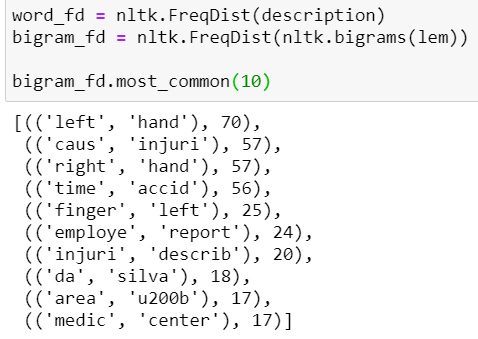 word_fd = nltk.FreqDist(description)
bigram_fd = nltk.FreqDist(nltk.bigrams(lem))
bigram_fd.most_common(10)
[(('left', 'hand'), 70),
(('caus', 'injuri'), 57),
(('right', 'hand'), 57),
(('time', 'accid'), 56),
(('finger', 'left'), 25),
(('employe', 'report'), 24),
(('injuri', 'describ'), 20),
(('da', 'silva'), 18),
(('area', 'u200b'), 17),
(('medic', 'center'), 17)]